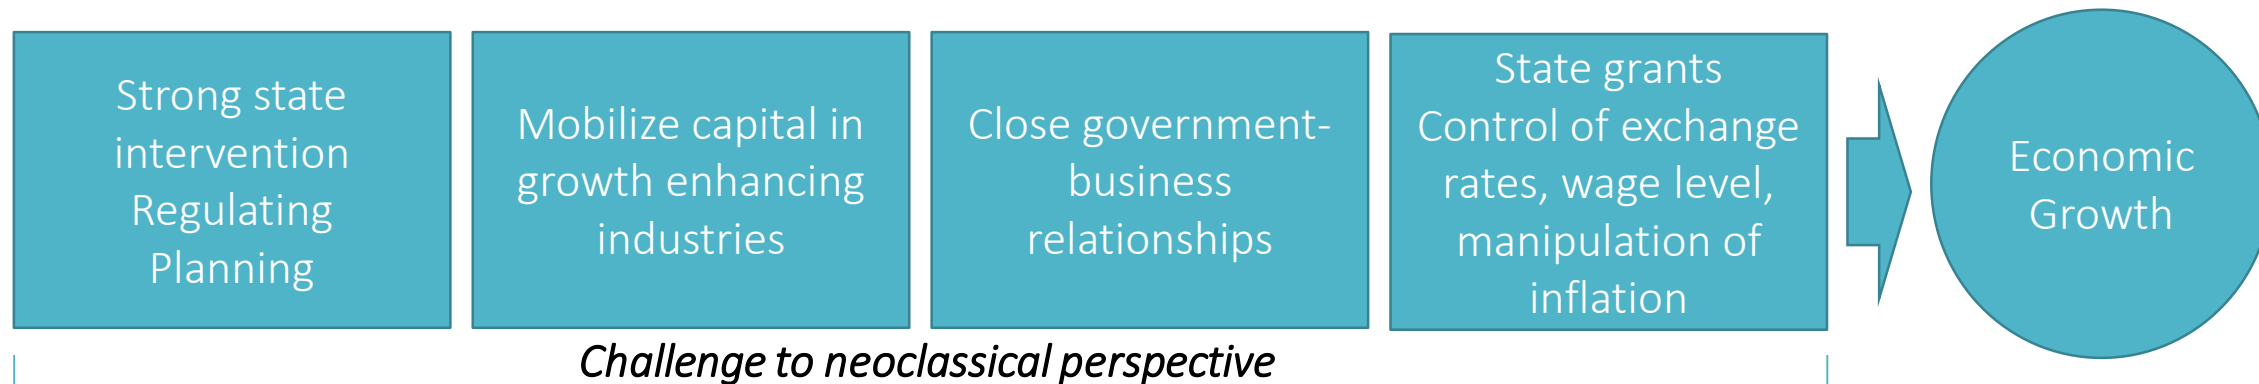 Strong state
intervention
Regulating
Planning
Mobilize capital in
growth enhancing
industries
Close government-
business
relationships
State grants
Control of exchange
rates, wage level,
manipulation of
inflation
Economic
Growth
Challenge to neoclassical perspective